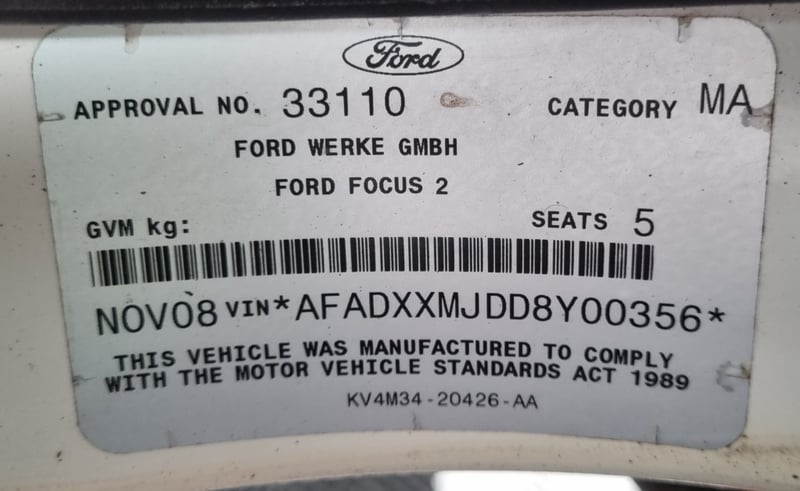 Ford
APPROVAL NO. 33110 CATEGORY MA
FORD WERKE GMBH
FORD FOCUS 2
GVM kg: SEATS 5
NOV08 VIN*AFADXXMJDD8Y00356*
THIS VEHICLE WAS MANUFACTURED TO COMPLY
WITH THE MOTOR VEHICLE STANDARDS ACT 1989
KV4M34-20426-AA